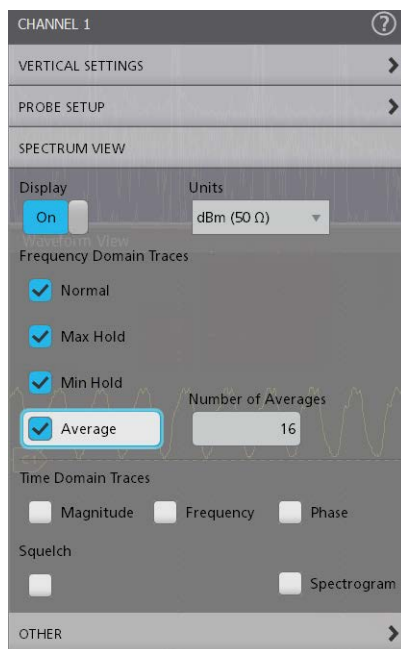 CHANNEL 1 ?
VERTICAL SETTINGS
PROBE SETUP
SPECTRUM VIEW
Display Units
On dBm (50 Ω)
Waveform View
Frequency Domain Traces
Normal
Max Hold
Min Hold
Number of Averages
Average 16
C1
Time Domain Traces
Magnitude Frequency Phase
Squelch
Spectrogram
OTHER